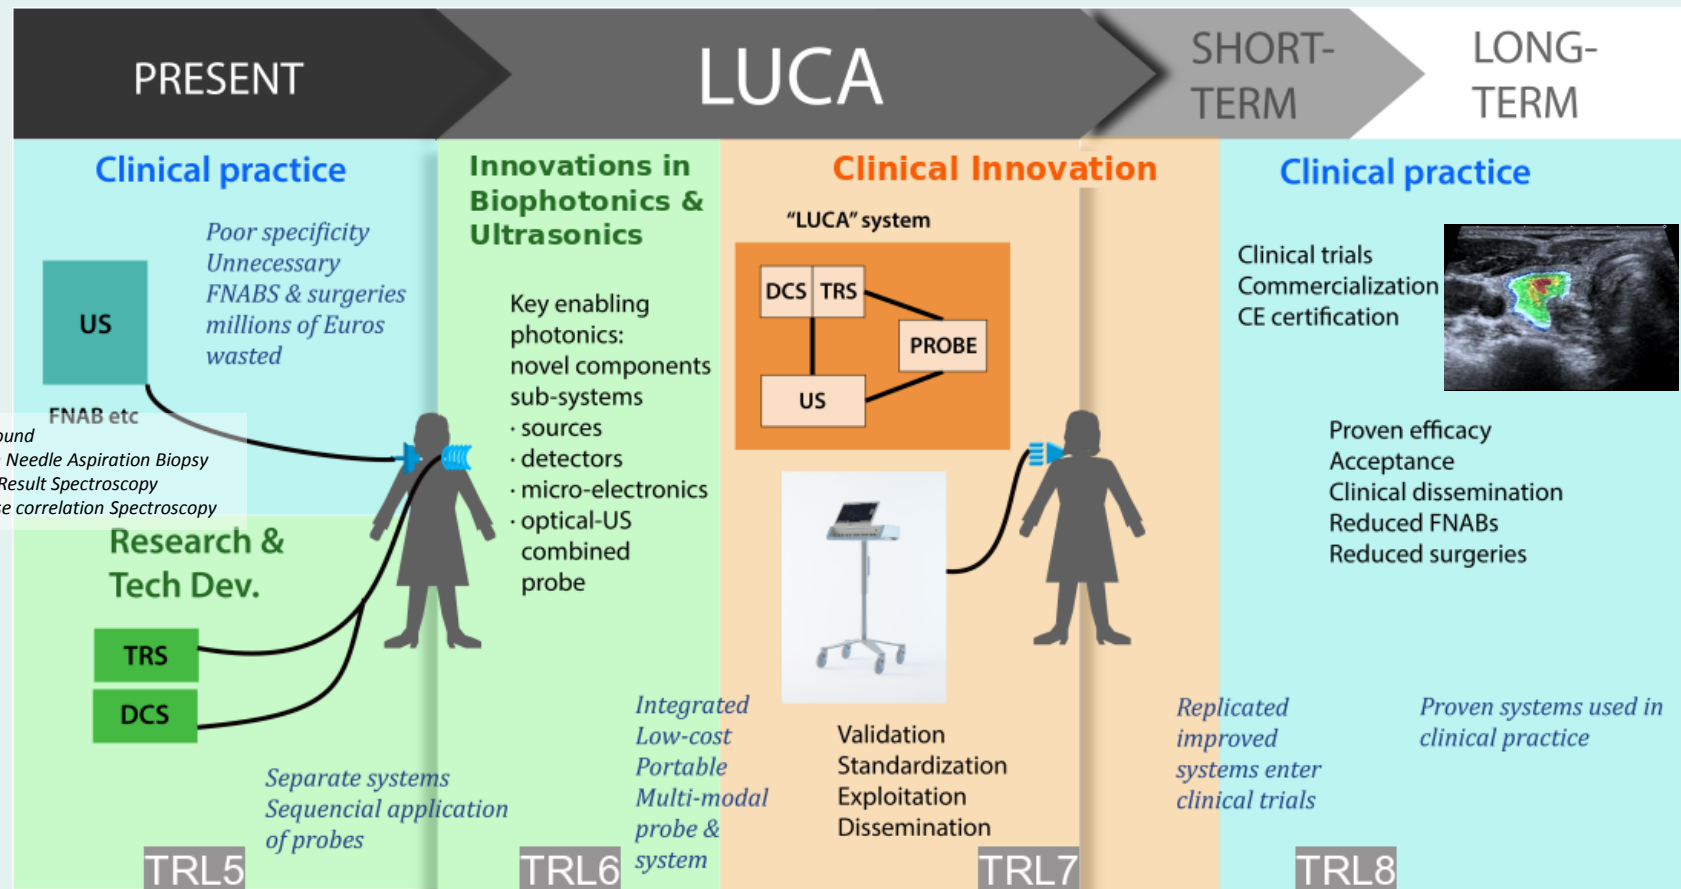 PRESENT
LUCA
SHORT-
TERM
LONG-
TERM
Clinical practice
Poor specificity
Unnecessary
FNABS & surgeries
millions of Euros
wasted
US
FNAB etc
Needle Aspiration Biopsy
Result Spectroscopy
correlation Spectroscopy
Research &
Tech Dev.
TRS
DCS
Separate systems
Sequencial application
of probes
TRL5
Innovations in
Biophotonics &
Ultrasonics
Key enabling
photonics:
novel components
sub-systems
· sources
· detectors
· micro-electronics
· optical-US
combined
probe
Integrated
Low-cost
Portable
Multi-modal
probe &
system
TRL6
Clinical Innovation
“LUCA” system
DCS TRS
PROBE
US
Validation
Standardization
Exploitation
Dissemination
TRL7
Clinical practice
Clinical trials
Commercialization
CE certification
Proven efficacy
Acceptance
Clinical dissemination
Reduced FNABs
Reduced surgeries
Replicated
improved
systems enter
clinical trials
Proven systems used in
clinical practice
TRL8